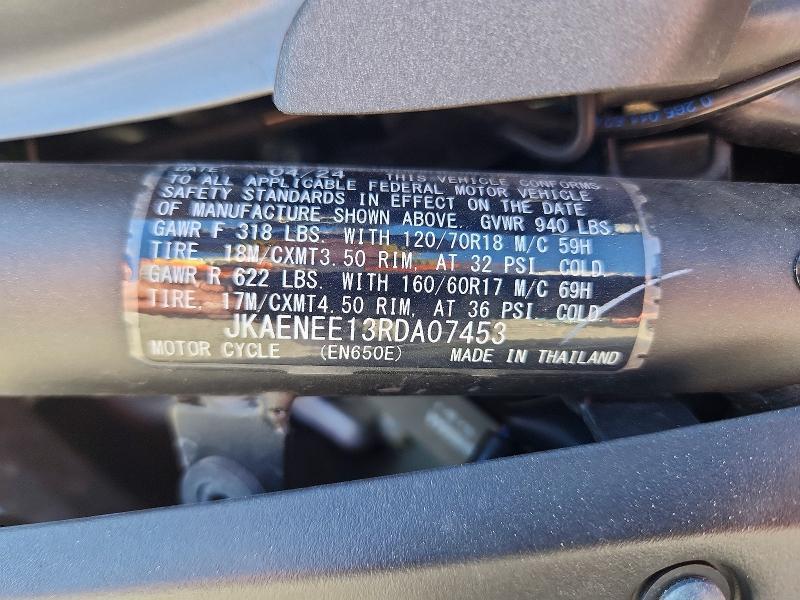 DATE: 04/24 THIS VEHICLE CONFORMS
TO ALL APPLICABLE FEDERAL MOTOR VEHICLE
SAFETY STANDARDS IN EFFECT ON THE DATE
OF MANUFACTURE SHOWN ABOVE. GVWR 940 LBS.
GAWR F 318 LBS. WITH 120/70R18 M/C 59H
TIRE, 18M/CXMT3.50 RIM, AT 32 PSI COLD.
GAWR R 622 LBS. WITH 160/60R17 M/C 69H
TIRE, 17M/CXMT4.50 RIM, AT 36 PSI COLD.
JKAENEE13RDA07453
MOTOR CYCLE (EN650E) MADE IN THAILAND